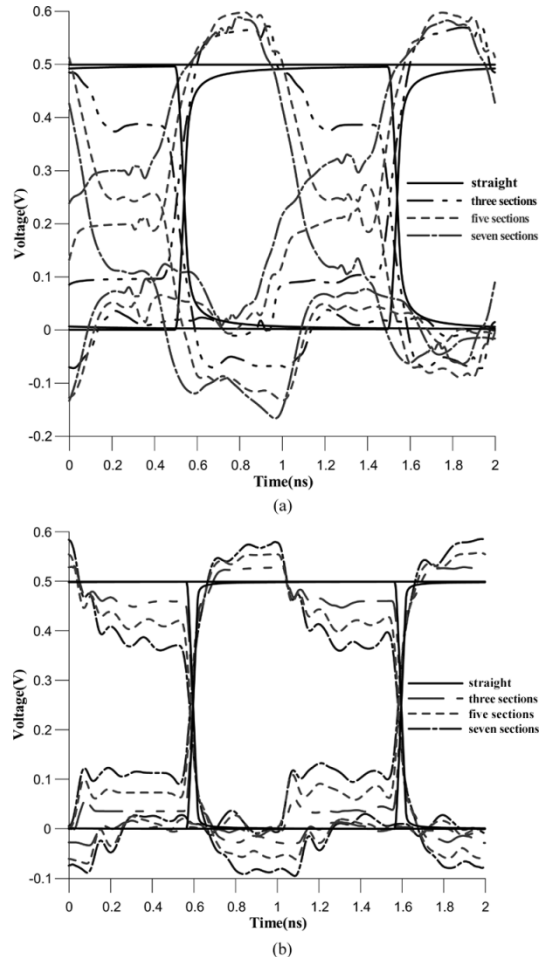 0.6
0.5
0.4
0.3
0.2
0.1
0
-0.1
-0.2
Voltage(V)
straight
three sections
five sections
seven sections
0 0.2 0.4 0.6 0.8 1 1.2 1.4 1.6 1.8 2
Time(ns)
(a)
0.6
0.5
0.4
0.3
0.2
0.1
0
-0.1
Voltage(V)
straight
three sections
five sections
seven sections
0 0.2 0.4 0.6 0.8 1 1.2 1.4 1.6 1.8 2
Time(ns)
(b)